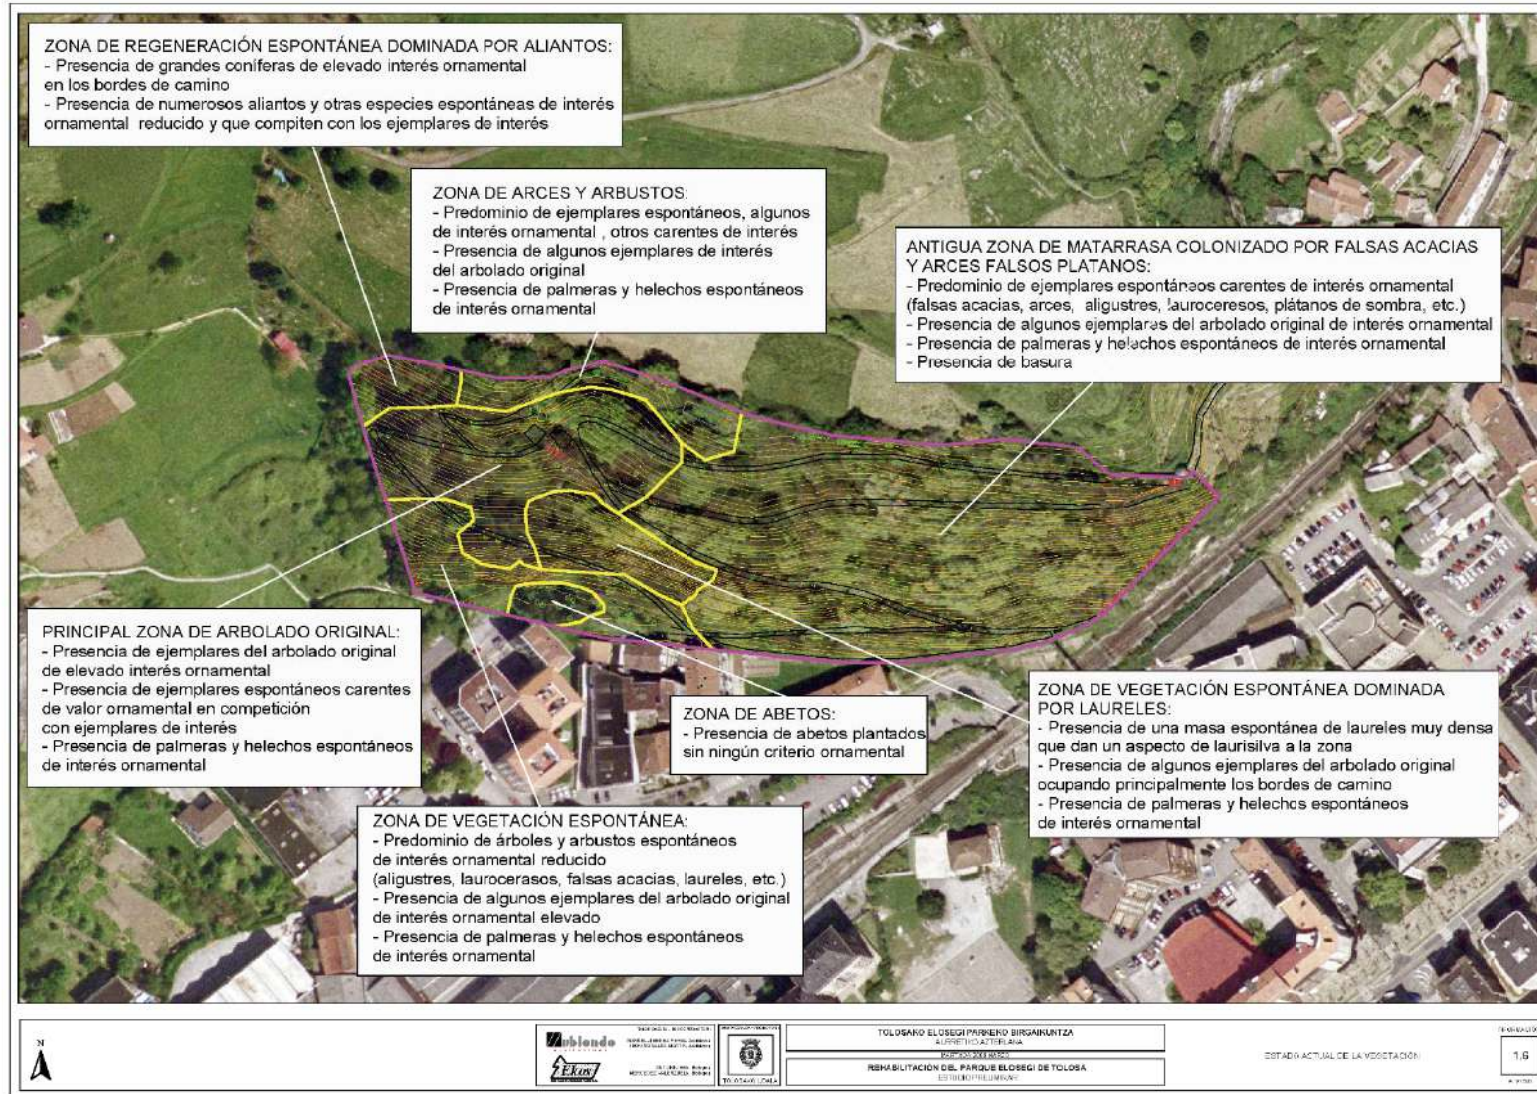 ZONA DE REGENERACIÓN ESPONTÁNEA DOMINADA POR ALIANTOS:
- Presencia de grandes coníferas de elevado interés ornamental
en los bordes de camino
- Presencia de numerosos aliantos y otras especies espontáneas de interés
ornamental reducido y que compiten con los ejemplares de interés
ZONA DE ARCES Y ARBUSTOS:
- Predominio de ejemplares espontáneos, algunos
de interés ornamental , otros carentes de interés
- Presencia de algunos ejemplares de interés
del arbolado original
- Presencia de palmeras y helechos espontáneos
de interés ornamental
ANTIGUA ZONA DE MATARRASA COLONIZADO POR FALSAS ACACIAS
Y ARCES FALSOS PLATANOS:
- Predominio de ejemplares espontáneos carentes de interés ornamental
(falsas acacias, arces, aligustres, lauroceresos, plátanos de sombra, etc.)
- Presencia de algunos ejemplares del arbolado original de interés ornamental
- Presencia de palmeras y helechos espontáneos de interés ornamental
- Presencia de basura
PRINCIPAL ZONA DE ARBOLADO ORIGINAL:
- Presencia de ejemplares del arbolado original
de elevado interés ornamental
- Presencia de ejemplares espontáneos carentes
de valor ornamental en competición
con ejemplares de interés
- Presencia de palmeras y helechos espontáneos
de interés ornamental
ZONA DE ABETOS:
- Presencia de abetos plantados
sin ningún criterio ornamental
ZONA DE VEGETACIÓN ESPONTÁNEA DOMINADA
POR LAURELES:
- Presencia de una masa espontánea de laureles muy densa
que dan un aspecto de laurisilva a la zona
- Presencia de algunos ejemplares del arbolado original
ocupando principalmente los bordes de camino
- Presencia de palmeras y helechos espontáneos
de interés ornamental
ZONA DE VEGETACIÓN ESPONTÁNEA:
- Predominio de árboles y arbustos espontáneos
de interés ornamental reducido
(aligustres, laurocerasos, falsas acacias, laureles, etc.)
- Presencia de algunos ejemplares del arbolado original
de interés ornamental elevado
- Presencia de palmeras y helechos espontáneos
de interés ornamental
N
Ekos
TOLOSAKO UDALA
TOLOSAKO ELOSEGI PARKEKO BIRGAIKUNTZA
AURRETIKO AZTERLANA
REHABILITACIÓN DEL PARQUE ELOSEGI DE TOLOSA
ESTUDIO PRELIMINAR
ESTADO ACTUAL DE LA VEGETACIÓN
1.6